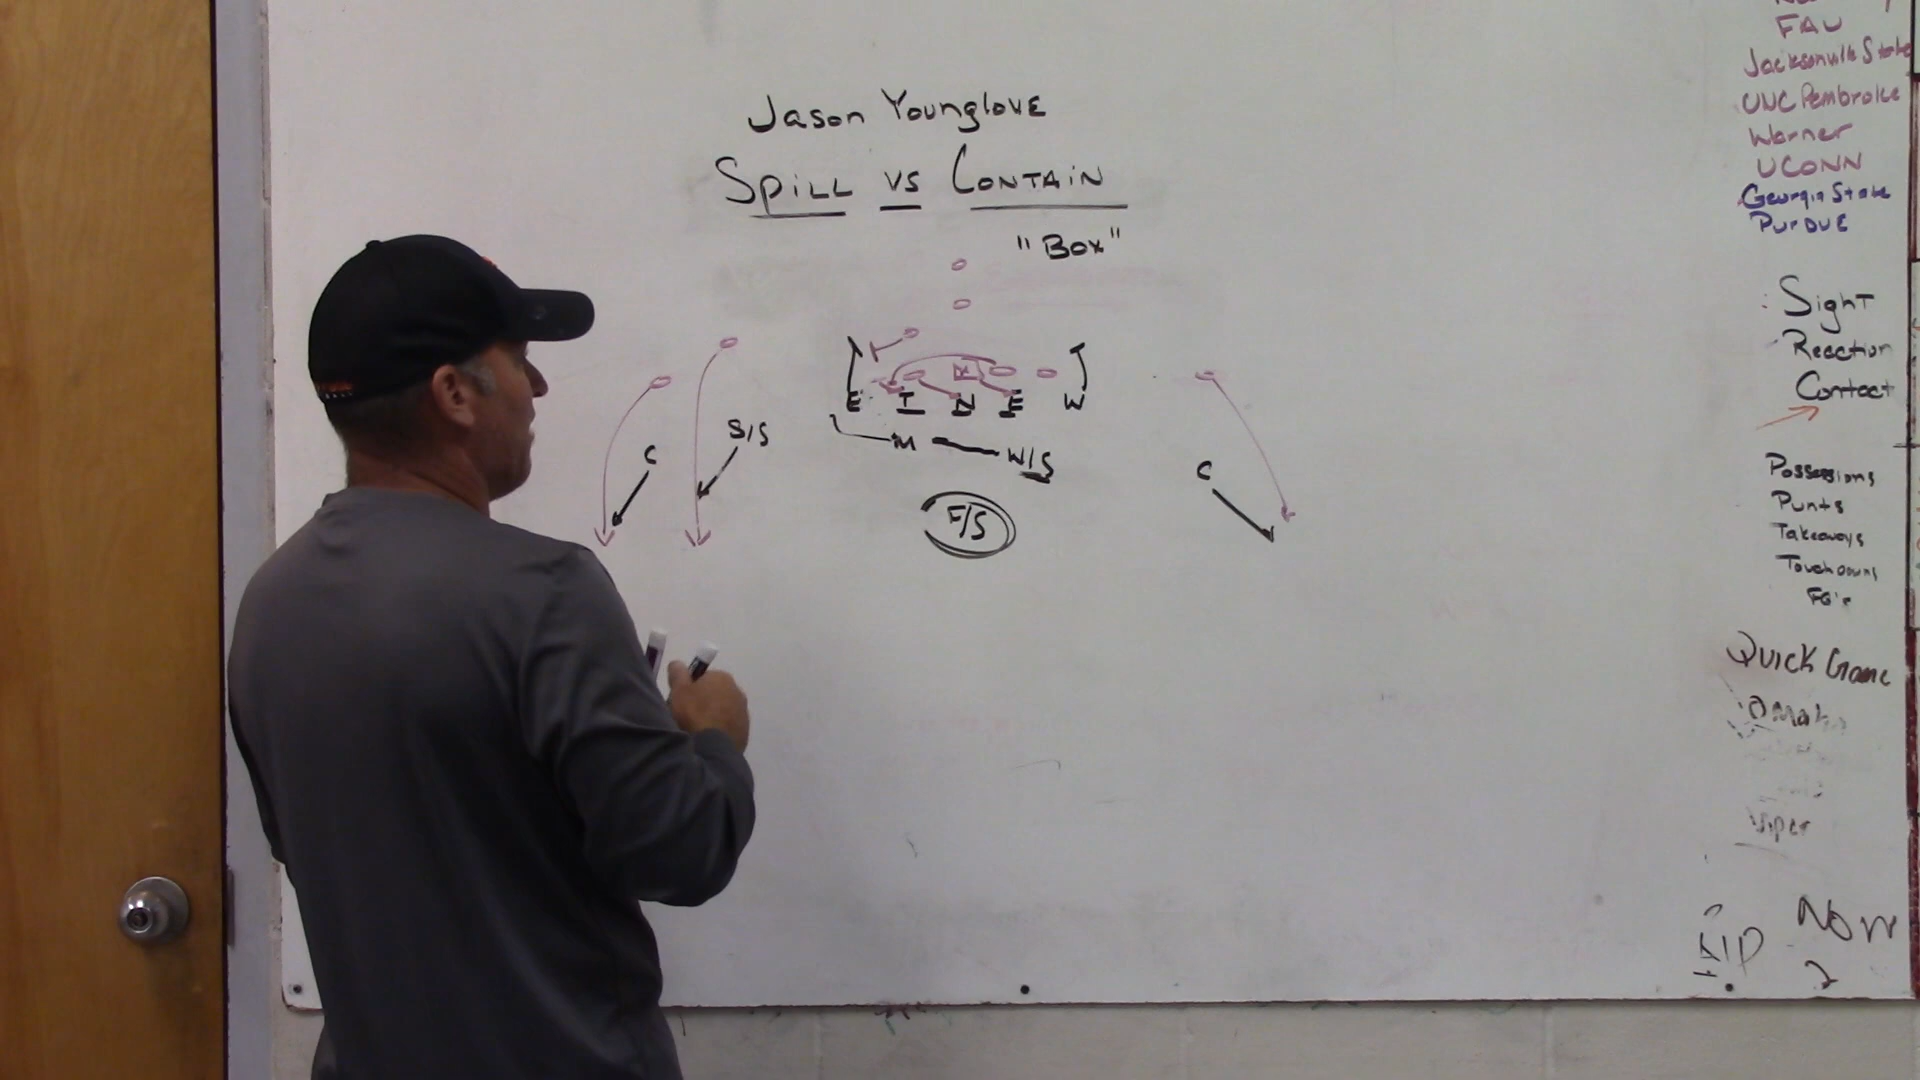 Jason Younglove
Spill vs Contain
"Box"
E T N E W
S/S
M W/S
C
C
F/S
FAU
Jacksonville State
UNC Pembroke
Warner
UCONN
Georgia State
Purdue
Sight
Reaction
Contact
Possessions
Punts
Takeaways
Touchdowns
FG's
Quick Game
Viper
Now